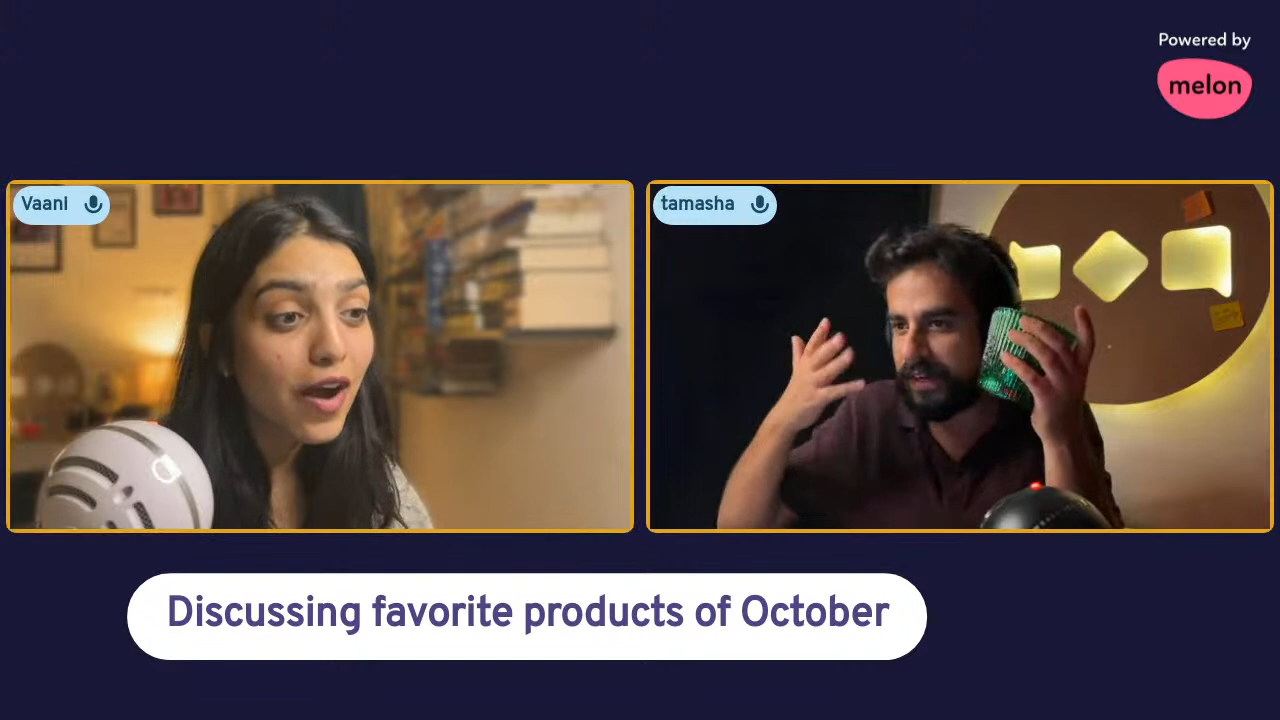 Powered by
melon
Vaani
tamasha
Discussing favorite products of October